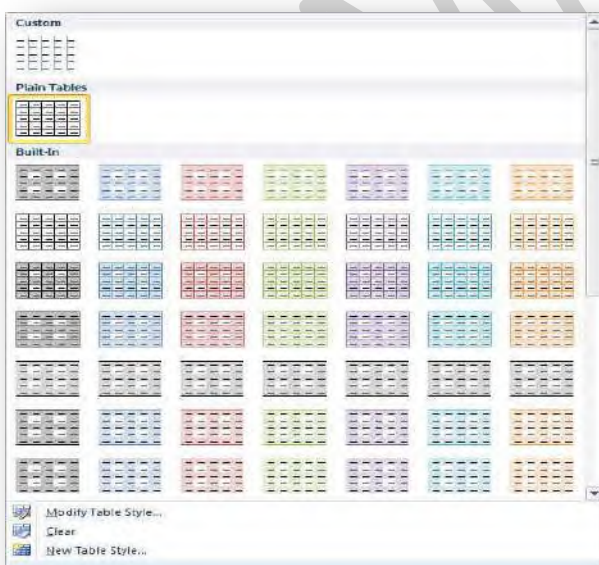 Custom
Plain Tables
Built-In
Modify Table Style...
Clear
New Table Style...